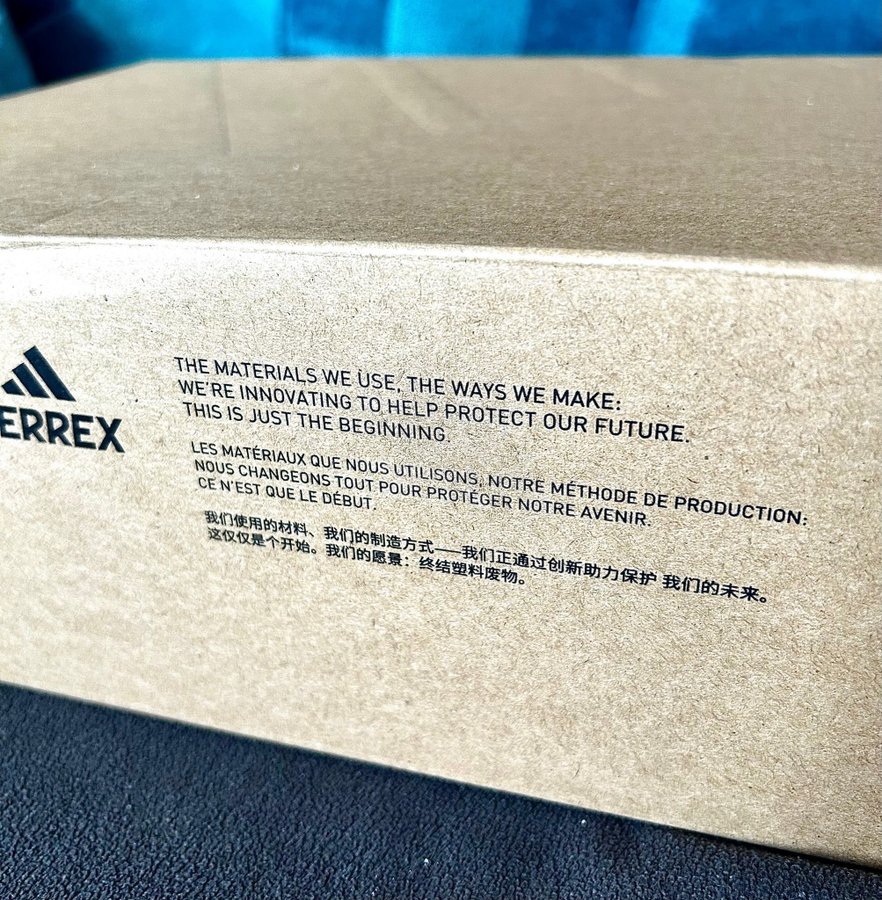 ERREX
THE MATERIALS WE USE, THE WAYS WE MAKE:
WE'RE INNOVATING TO HELP PROTECT OUR FUTURE.
THIS IS JUST THE BEGINNING.
LES MATÉRIAUX QUE NOUS UTILISONS, NOTRE MÉTHODE DE PRODUCTION:
NOUS CHANGEONS TOUT POUR PROTÉGER NOTRE AVENIR.
CE N'EST QUE LE DÉBUT.
我们使用的材料、我们的制造方式——我们正通过创新助力保护 我们的未来。
这仅仅是个开始。我们的愿景：终结塑料废物。